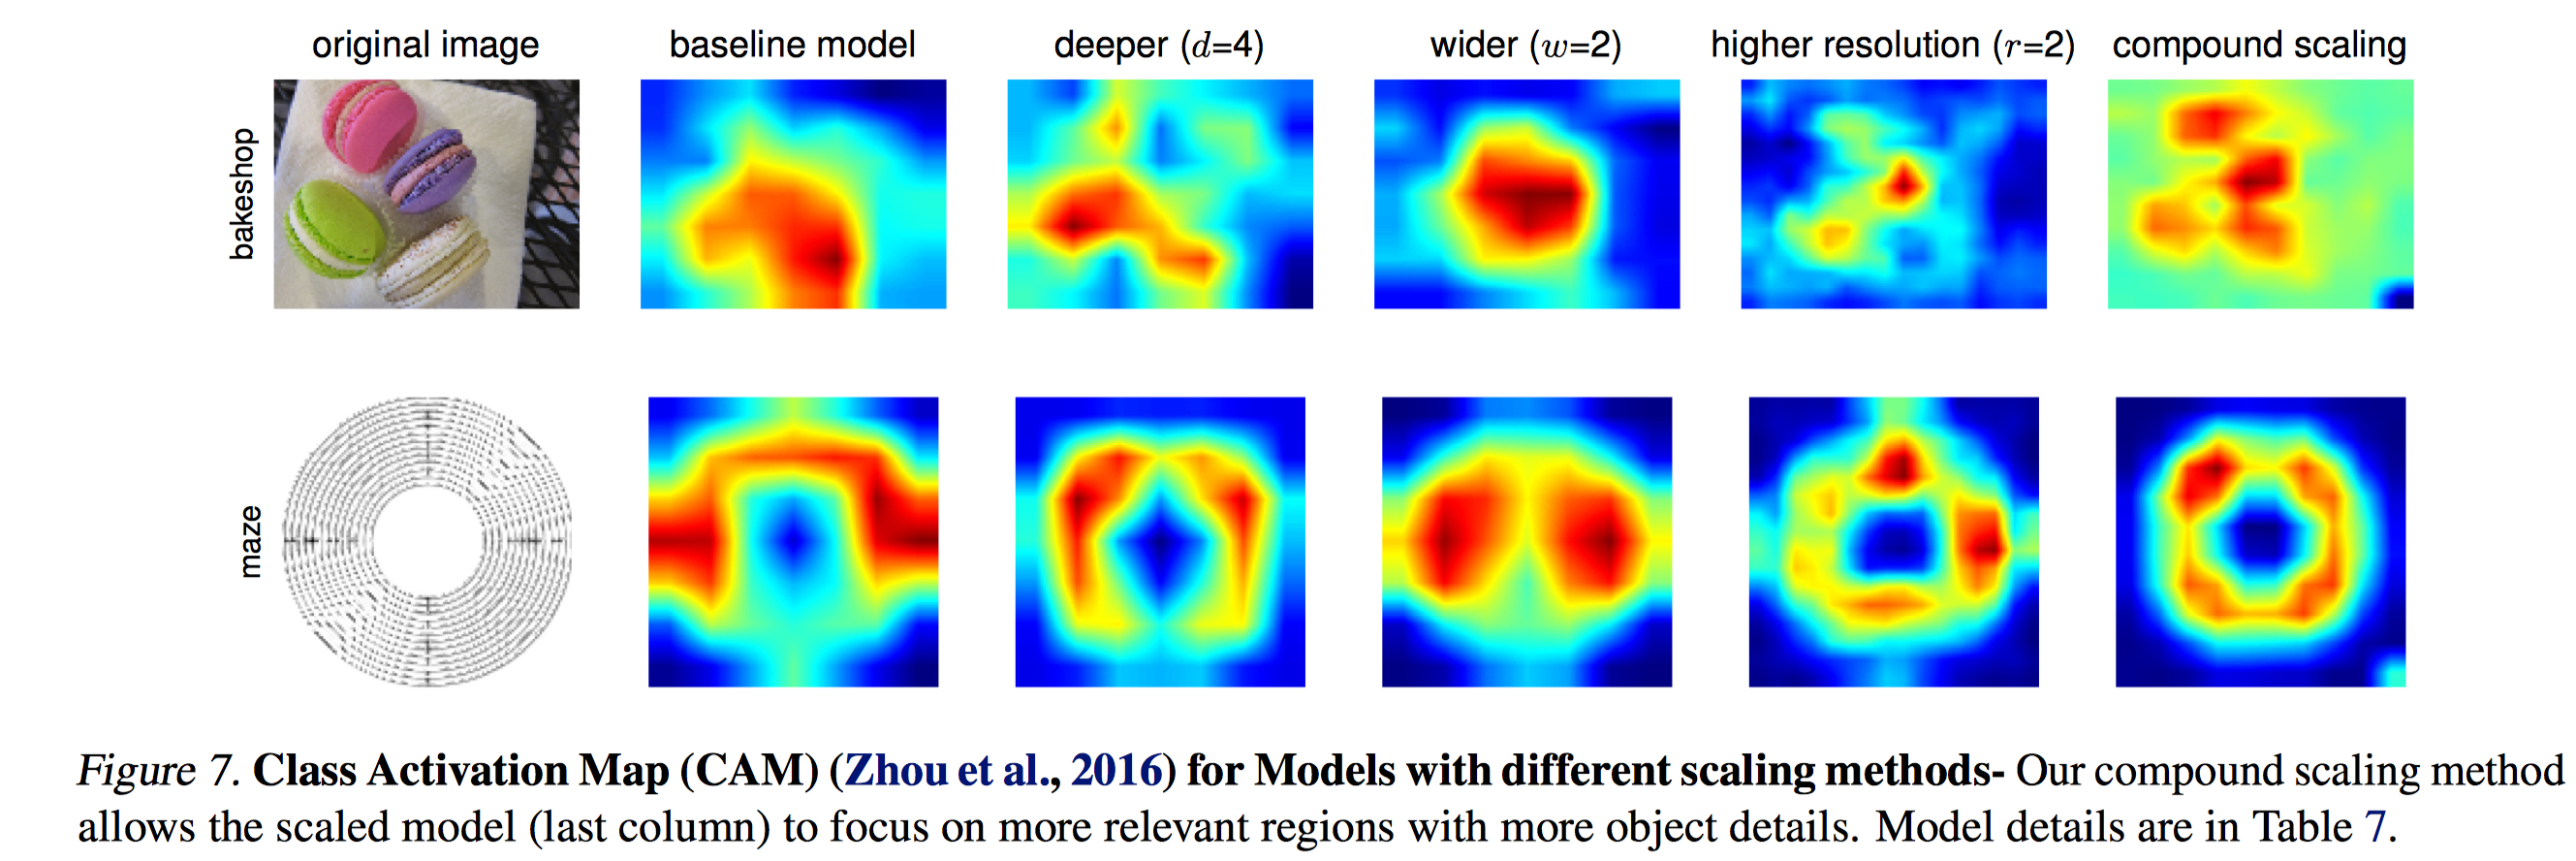 original image
baseline model
deeper (d=4)
wider (w=2)
higher resolution (r=2)
compound scaling
bakeshop
maze
Figure 7. Class Activation Map (CAM) (Zhou et al., 2016) for Models with different scaling methods- Our compound scaling method
allows the scaled model (last column) to focus on more relevant regions with more object details. Model details are in Table 7.